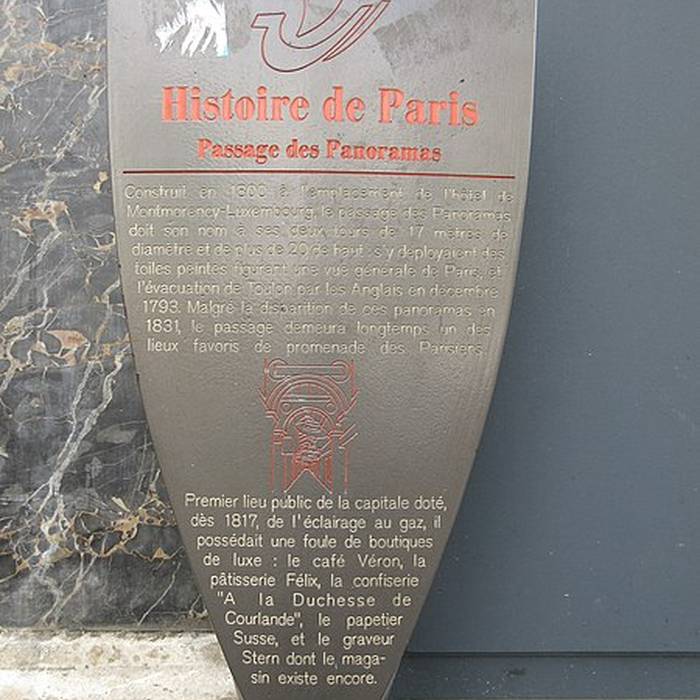 Histoire de Paris
Passage des Panoramas
Construit en 1800 à l'emplacement de l'hôtel de
Montmorency-Luxembourg, le passage des Panoramas
doit son nom à ses deux tours de 17 mètres de
diamètre et de plus de 20 de haut : s'y déployaient des
toiles peintes figurant une vue générale de Paris, et
l'évacuation de Toulon par les Anglais en décembre
1793. Malgré la disparition de ces panoramas en
1831, le passage demeura longtemps un des
lieux favoris de promenade des Parisiens.
Premier lieu public de la capitale doté,
dès 1817, de l'éclairage au gaz, il
possédait une foule de boutiques
de luxe : le café Véron, la
pâtisserie Félix, la confiserie
"A la Duchesse de
Courlande", le papetier
Susse, et le graveur
Stern dont le maga-
sin existe encore.